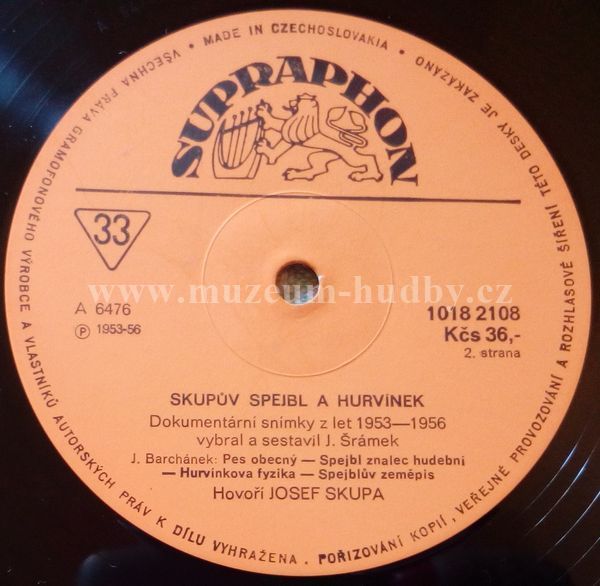 • MADE IN CZECHOSLOVAKIA •
VŠECHNA PRÁVA GRAMOFONOVÉHO VÝROBCE A VLASTNÍKŮ AUTORSKÝCH PRÁV K DÍLU VYHRAŽENA. POŘIZOVÁNÍ KOPIÍ, VEŘEJNÉ PROVOZOVÁNÍ A ROZHLASOVÉ ŠÍŘENÍ TÉTO DESKY JE ZAKÁZÁNO
SUPRAPHON
33
www.muzeum-hudby.cz
A 6476
Ⓟ 1953-56
1018 2108
Kčs 36,-
2. strana
SKUPŮV SPEJBL A HURVÍNEK
Dokumentární snímky z let 1953—1956
vybral a sestavil J. Šrámek
J. Barchánek: Pes obecný — Spejbl znalec hudební
— Hurvínkova fyzika — Spejblův zeměpis
Hovoří JOSEF SKUPA